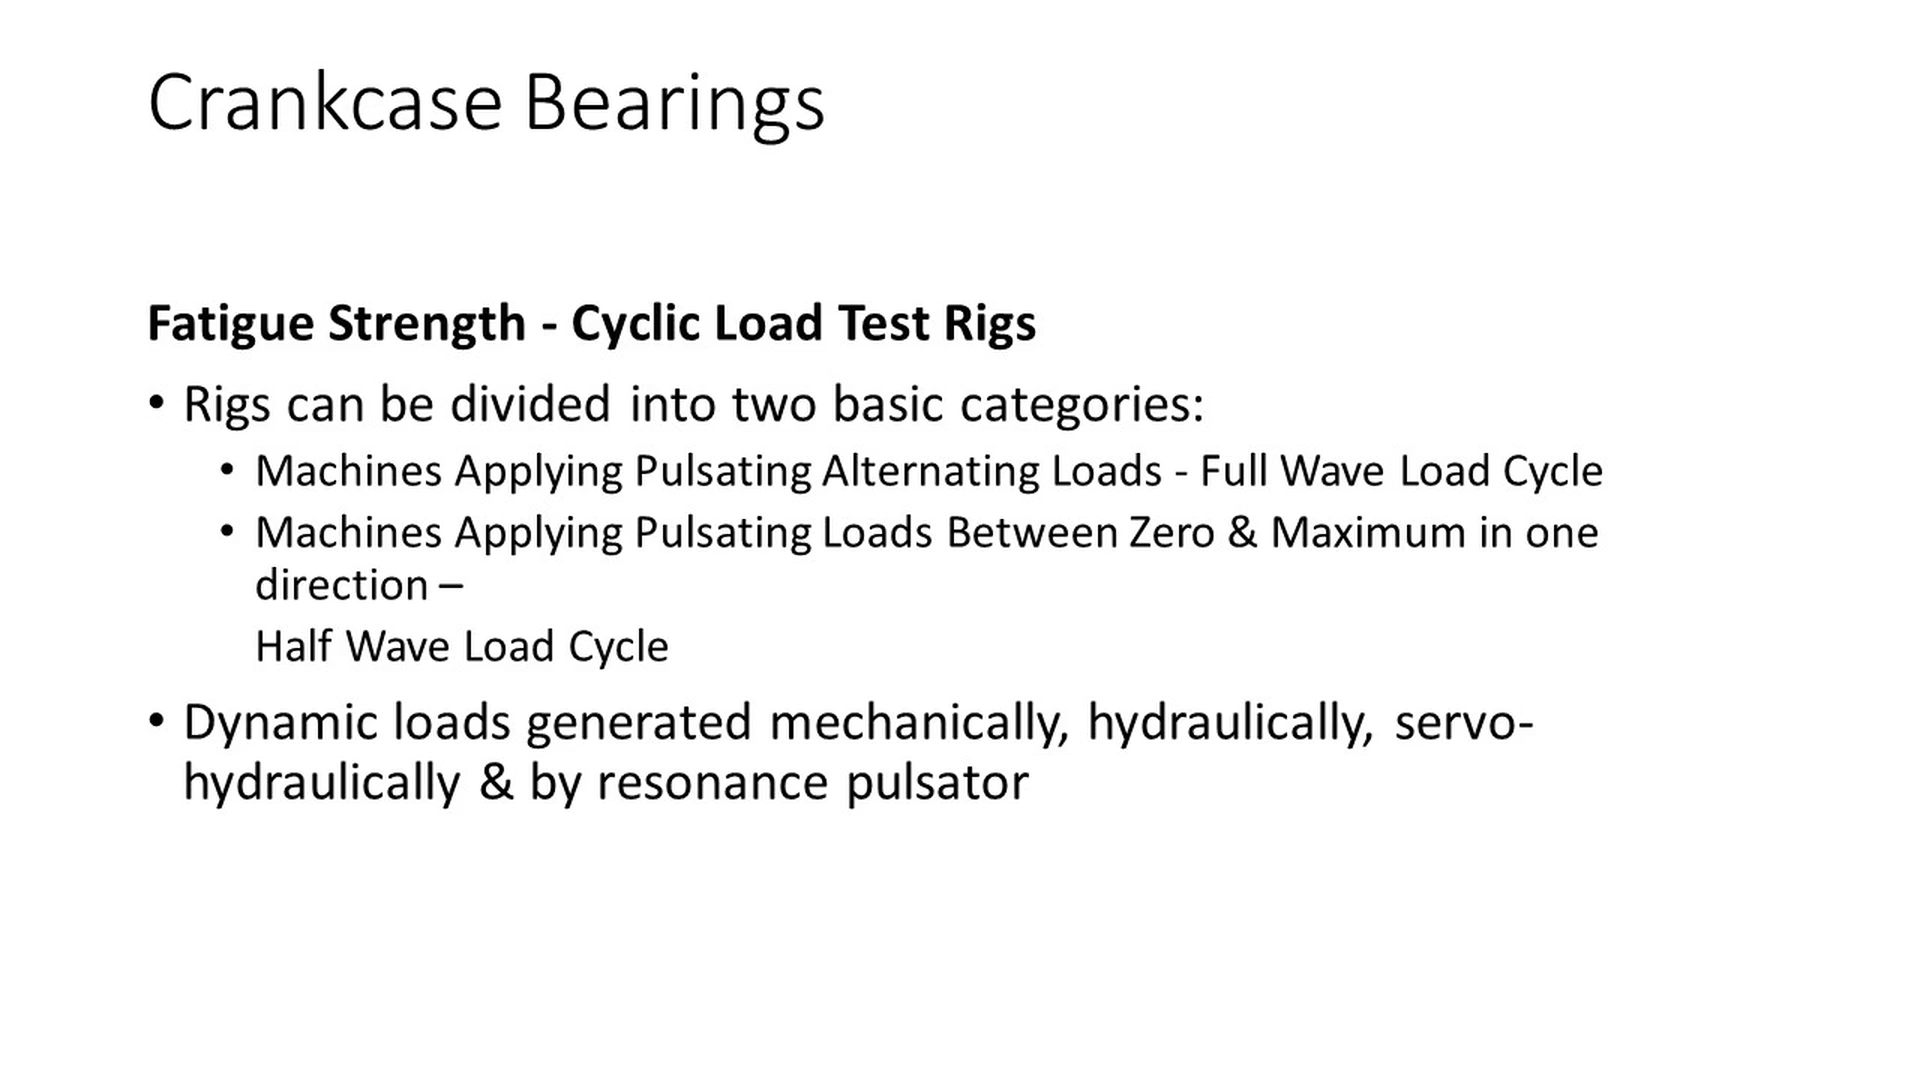 Crankcase Bearings
Fatigue Strength - Cyclic Load Test Rigs
• Rigs can be divided into two basic categories:
• Machines Applying Pulsating Alternating Loads - Full Wave Load Cycle
• Machines Applying Pulsating Loads Between Zero & Maximum in one
direction –
Half Wave Load Cycle
• Dynamic loads generated mechanically, hydraulically, servo-
hydraulically & by resonance pulsator